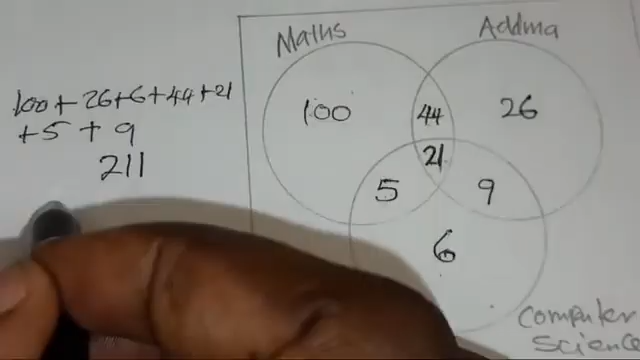 Maths
Addma
100+26+6+44+21
+5+9
211
100
44
26
21
5
9
6
computer
Science